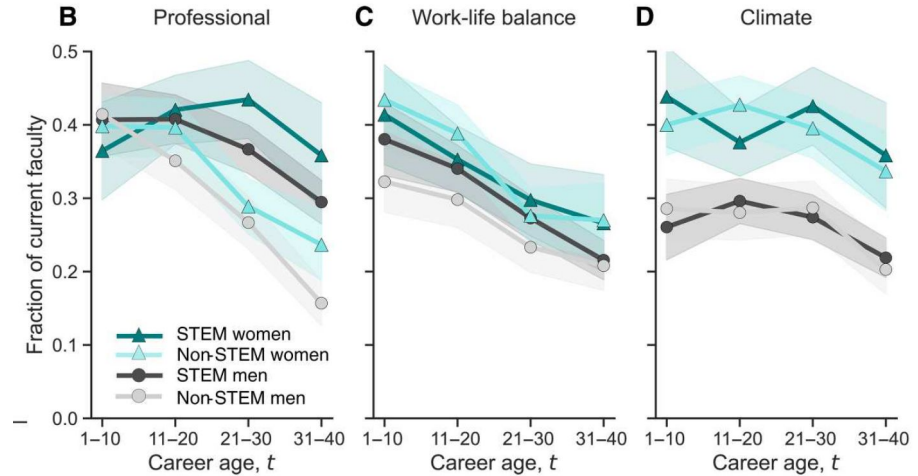 B Professional
C Work-life balance
D Climate
Fraction of current faculty
0.5
0.4
0.3
0.2
0.1
0.0
STEM women
Non-STEM women
STEM men
Non-STEM men
1–10 11–20 21–30 31–40
Career age, t
1–10 11–20 21–30 31–40
Career age, t
1–10 11–20 21–30 31–40
Career age, t